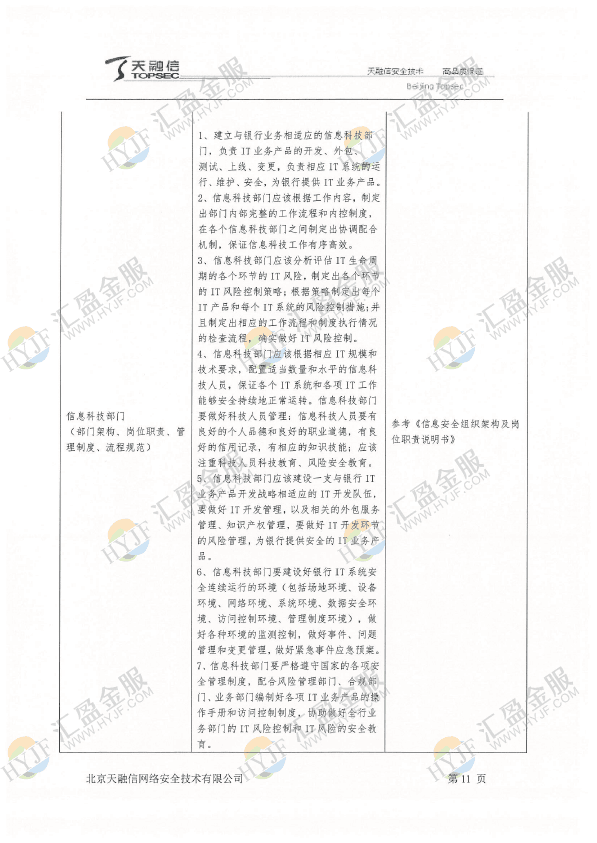 天融信
TOPSEC
天融信安全技术 高品质保证
Beijing Topsec
信息科技部门
（部门架构、岗位职责、管
理制度、流程规范）
1、建立与银行业务相适应的信息科技部
门，负责 IT 业务产品的开发、外包、
测试、上线、变更，负责相应 IT 系统的运
行、维护、安全，为银行提供 IT 业务产品。
2、信息科技部门应该根据工作内容，制定
出部门内部完整的工作流程和内控制度，
在各个信息科技部门之间制定出协调配合
机制，保证信息科技工作有序高效。
3、信息科技部门应该分析评估 IT 生命周
期的各个环节的 IT 风险，制定出各个环节
的 IT 风险控制策略；根据策略制定出每个
IT 产品和每个 IT 系统的风险控制措施；并
且制定出相应的工作流程和制度执行情况
的检查流程，确实做好 IT 风险控制。
4、信息科技部门应该根据相应 IT 规模和
技术要求，配置适当数量和水平的信息科
技人员，保证各个 IT 系统和各项 IT 工作
能够安全持续地正常运转。信息科技部门
要做好科技人员管理；信息科技人员要有
良好的个人品德和良好的职业道德，有良
好的信用记录，有相应的知识技能；应该
注重科技人员科技教育、风险安全教育。
5、信息科技部门应该建设一支与银行 IT
业务产品开发战略相适应的 IT 开发队伍，
要做好 IT 开发管理，以及相关的外包服务
管理、知识产权管理，要做好 IT 开发环节
的风险管理，为银行提供安全的 IT 业务产
品。
6、信息科技部门要建设好银行 IT 系统安
全连续运行的环境（包括场地环境、设备
环境、网络环境、系统环境、数据安全环
境、访问控制环境、管理制度环境），做
好各种环境的监测控制，做好事件、问题
管理和变更管理，做好紧急事件应急预案。
7、信息科技部门要严格遵守国家的各项安
全管理制度，配合风险管理部门、合规部
门、业务部门编制好各项 IT 业务产品的操
作手册和访问控制制度，协助做好全行业
务部门的 IT 风险控制和 IT 风险的安全教
育。
参考《信息安全组织架构及岗
位职责说明书》
北京天融信网络安全技术有限公司 第 11 页
HYJF 汇盈金服
WWW.HYJF.COM